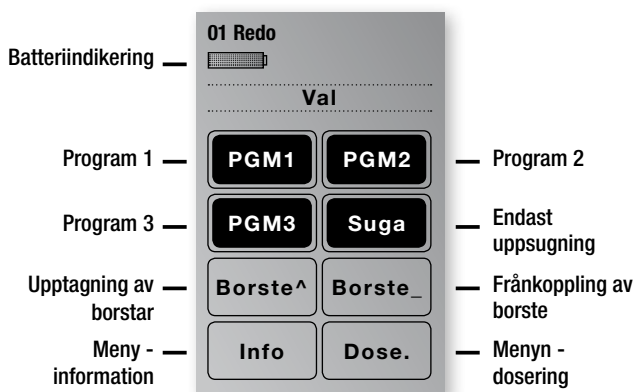 01 Redo
Batteriindikering
Val
Program 1
PGM1
PGM2
Program 2
Program 3
PGM3
Suga
Endast
uppsugning
Upptagning av
borstar
Borste^
Borste_
Frånkoppling av
borste
Meny -
information
Info
Dose.
Menyn -
dosering